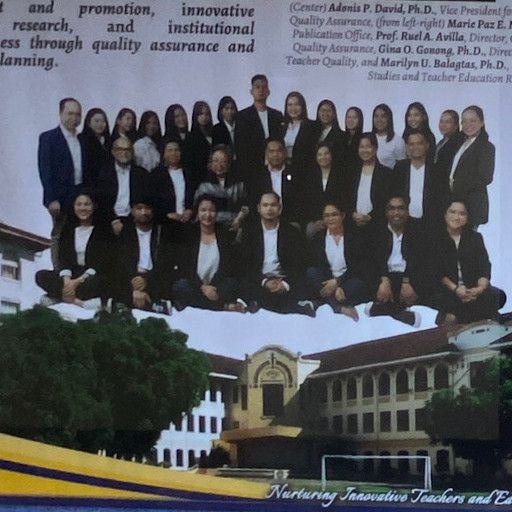 t and promotion, innovative
research, and institutional
ess through quality assurance and
lanning.
(Center) Adonis P. David, Ph.D., Vice President fo
Quality Assurance, (from left-right) Marie Paz E. M
Publication Office, Prof. Ruel A. Avilla, Director,
Quality Assurance, Gina O. Gonong, Ph.D., Direc
Teacher Quality, and Marilyn U. Balagtas, Ph.D.,
Studies and Teacher Education R
Nurturing Innovative Teachers and Ed